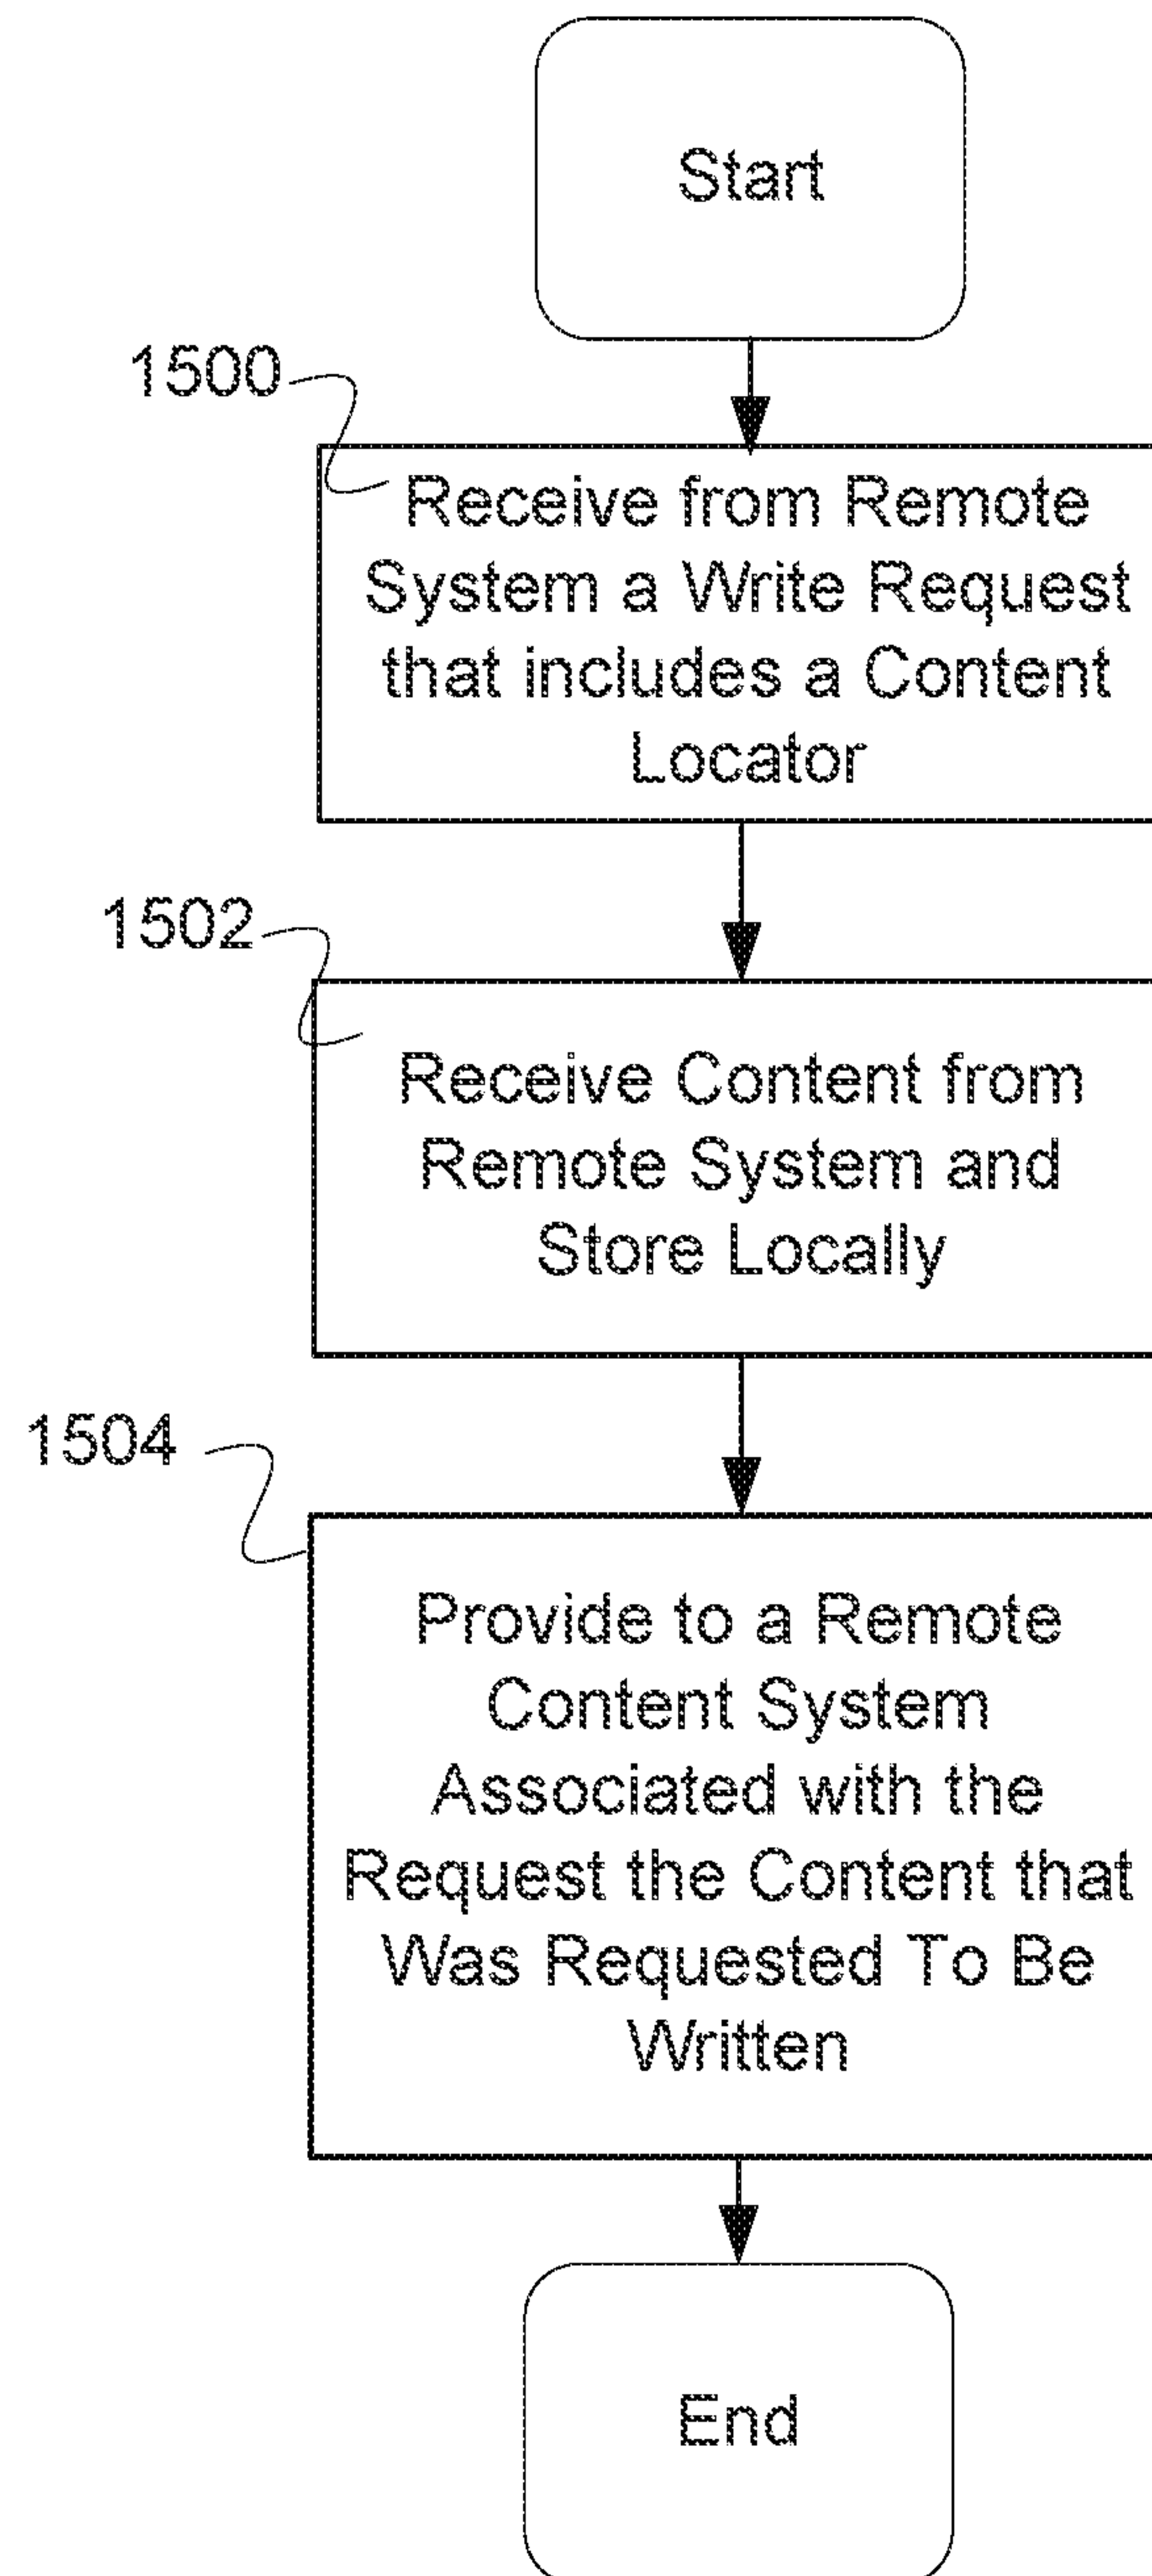 Start
1500
Receive from Remote
System a Write Request
that includes a Content
Locator
1502
Receive Content from
Remote System and
Store Locally
1504
Provide to a Remote
Content System
Associated with the
Request the Content that
Was Requested To Be
Written
End